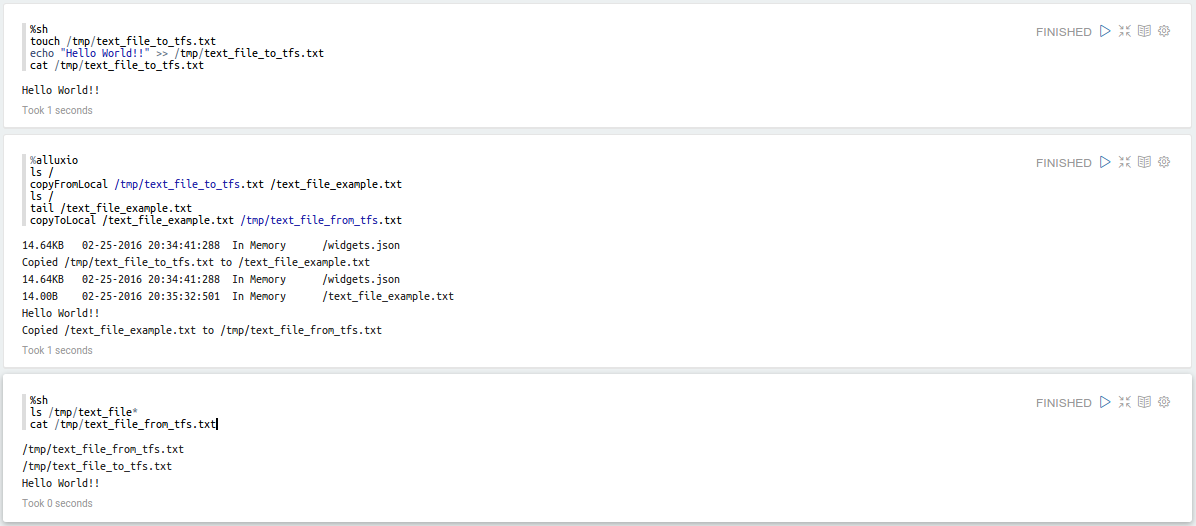 %sh
FINISHED
touch /tmp/text_file_to_tfs.txt
echo "Hello World!!" >> /tmp/text_file_to_tfs.txt
cat /tmp/text_file_to_tfs.txt
Hello World!!
Took 1 seconds
%alluxio
FINISHED
ls /
copyFromLocal /tmp/text_file_to_tfs.txt /text_file_example.txt
ls /
tail /text_file_example.txt
copyToLocal /text_file_example.txt /tmp/text_file_from_tfs.txt
14.64KB   02-25-2016 20:34:41:288  In Memory      /widgets.json
Copied /tmp/text_file_to_tfs.txt to /text_file_example.txt
14.64KB   02-25-2016 20:34:41:288  In Memory      /widgets.json
14.00B    02-25-2016 20:35:32:501  In Memory      /text_file_example.txt
Hello World!!
Copied /text_file_example.txt to /tmp/text_file_from_tfs.txt
Took 1 seconds
%sh
FINISHED
ls /tmp/text_file*
cat /tmp/text_file_from_tfs.txt
/tmp/text_file_from_tfs.txt
/tmp/text_file_to_tfs.txt
Hello World!!
Took 0 seconds